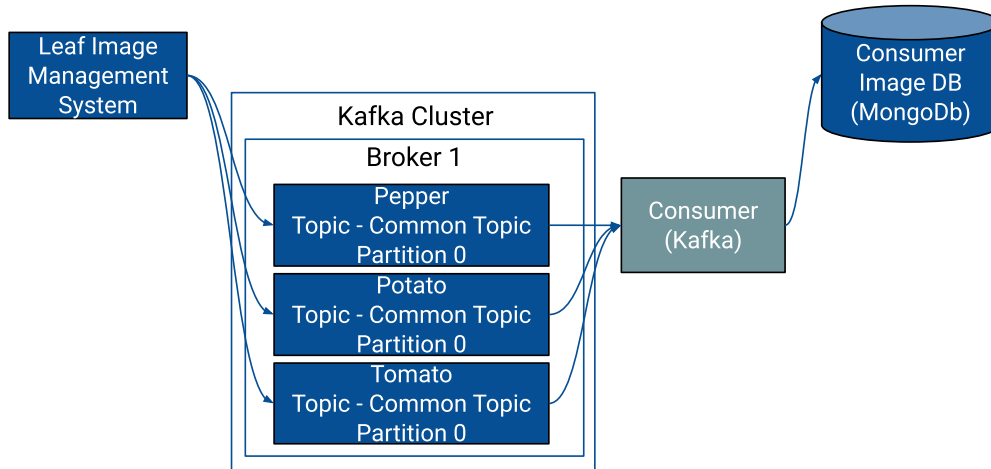 Leaf Image
Management
System
Kafka Cluster
Broker 1
Pepper
Topic - Common Topic
Partition 0
Potato
Topic - Common Topic
Partition 0
Tomato
Topic - Common Topic
Partition 0
Consumer
(Kafka)
Consumer
Image DB
(MongoDb)